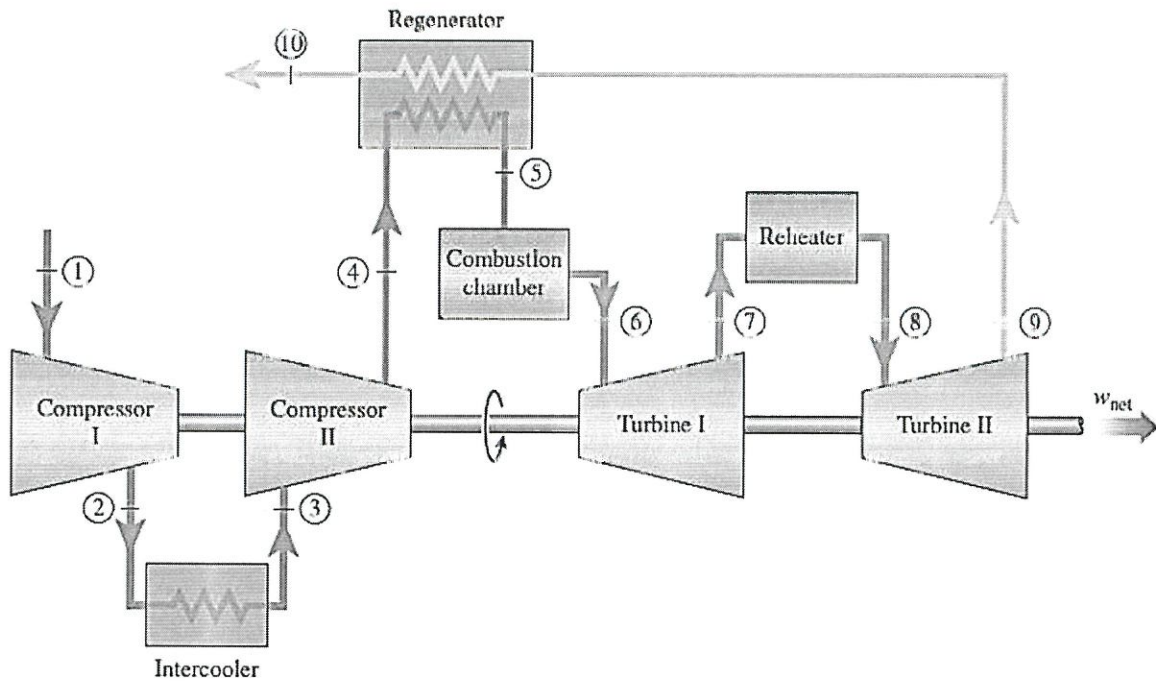 Regenerator
10
5
Reheater
1
4
Combustion
chamber
6
7
8
9
Compressor
I
Compressor
II
Turbine I
Turbine II
wnet
2
3
Intercooler